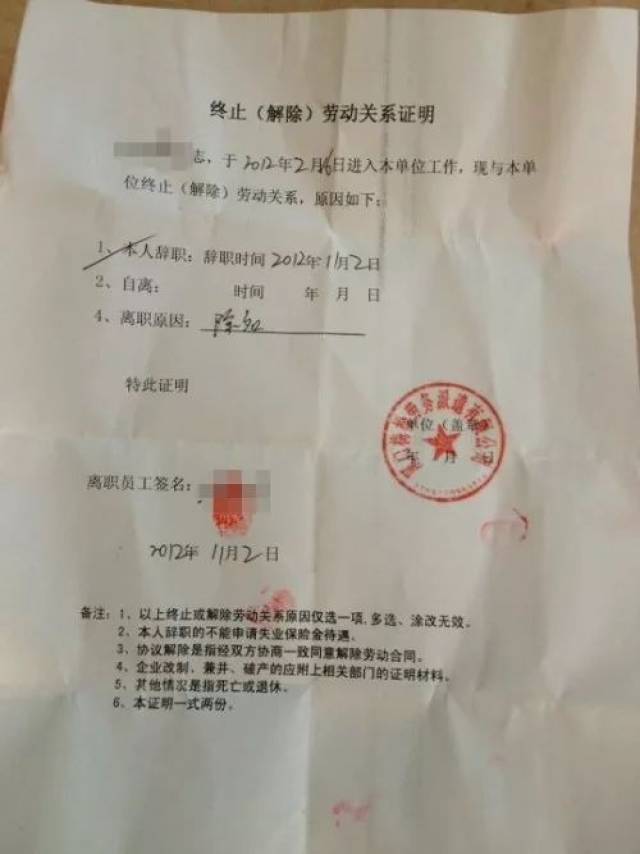 终止（解除）劳动关系证明
志，于2012年2月16日进入本单位工作，现与本单
位终止（解除）劳动关系，原因如下：
1、本人辞职：辞职时间2012年11月2日
2、自离： 时间 年 月 日
4、离职原因：
特此证明
单位（盖章）
年 月 日
离职员工签名：
2012年11月2日
备注：1、以上终止或解除劳动关系原因仅选一项,多选、涂改无效。
2、本人辞职的不能申请失业保险金待遇。
3、协议解除是指经双方协商一致同意解除劳动合同。
4、企业改制、兼并、破产的应附上相关部门的证明材料。
5、其他情况是指死亡或退休。
6、本证明一式两份。